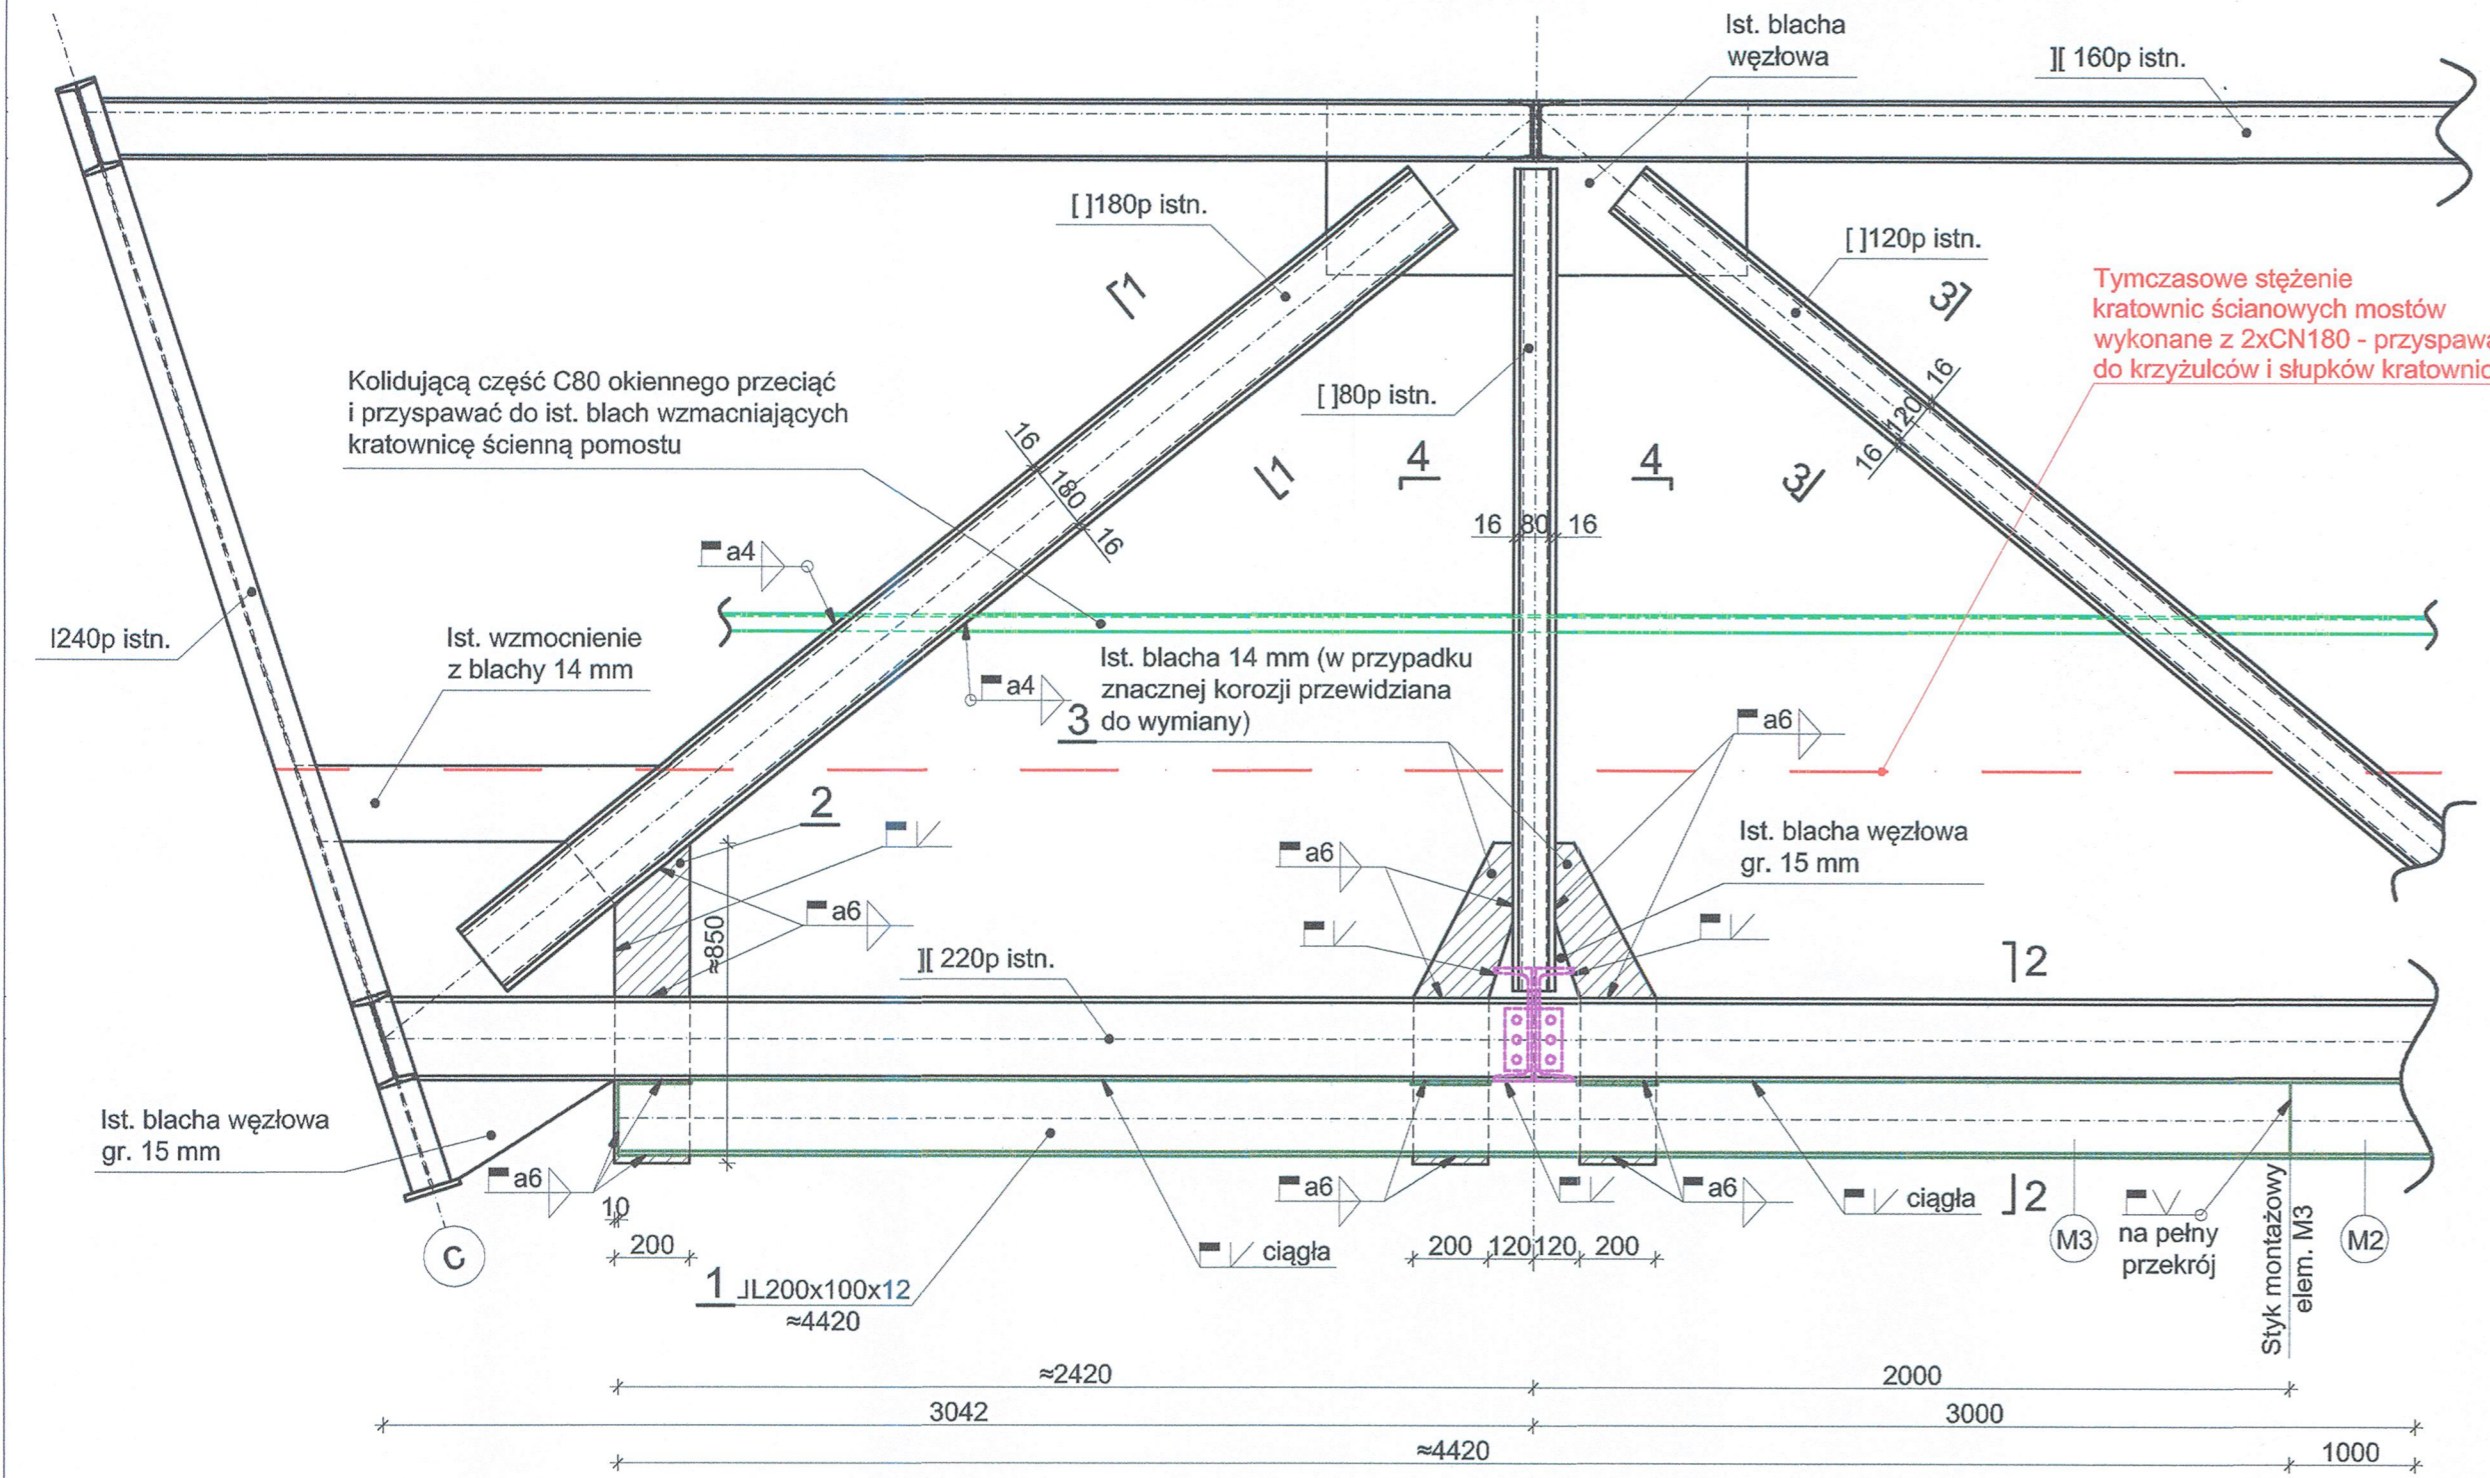 Ist. blacha
węzłowa
][ 160p istn.
[ ]180p istn.
[ ]120p istn.
Tymczasowe stężenie
kratownic ścianowych mostów
wykonane z 2xCN180 - przyspawa
do krzyżulców i słupków kratownic
Kolidującą część C80 okiennego przeciąć
i przyspawać do ist. blach wzmacniających
kratownicę ścienną pomostu
[ ]80p istn.
1
1
3
3
4
4
16
180
16
16
120
16
16 80 16
a4
a4
I240p istn.
Ist. wzmocnienie
z blachy 14 mm
Ist. blacha 14 mm (w przypadku
znacznej korozji przewidziana
3 do wymiany)
a6
2
a6
Ist. blacha węzłowa
gr. 15 mm
a6
≈850
][ 220p istn.
2
Ist. blacha węzłowa
gr. 15 mm
a6
a6
a6
ciągła
2
10
200
ciągła
200 120 120 200
C
M3
na pełny
przekrój
Styk montażowy
elem. M3
M2
1 ⅃L200x100x12
≈4420
≈2420
2000
3042
3000
≈4420
1000